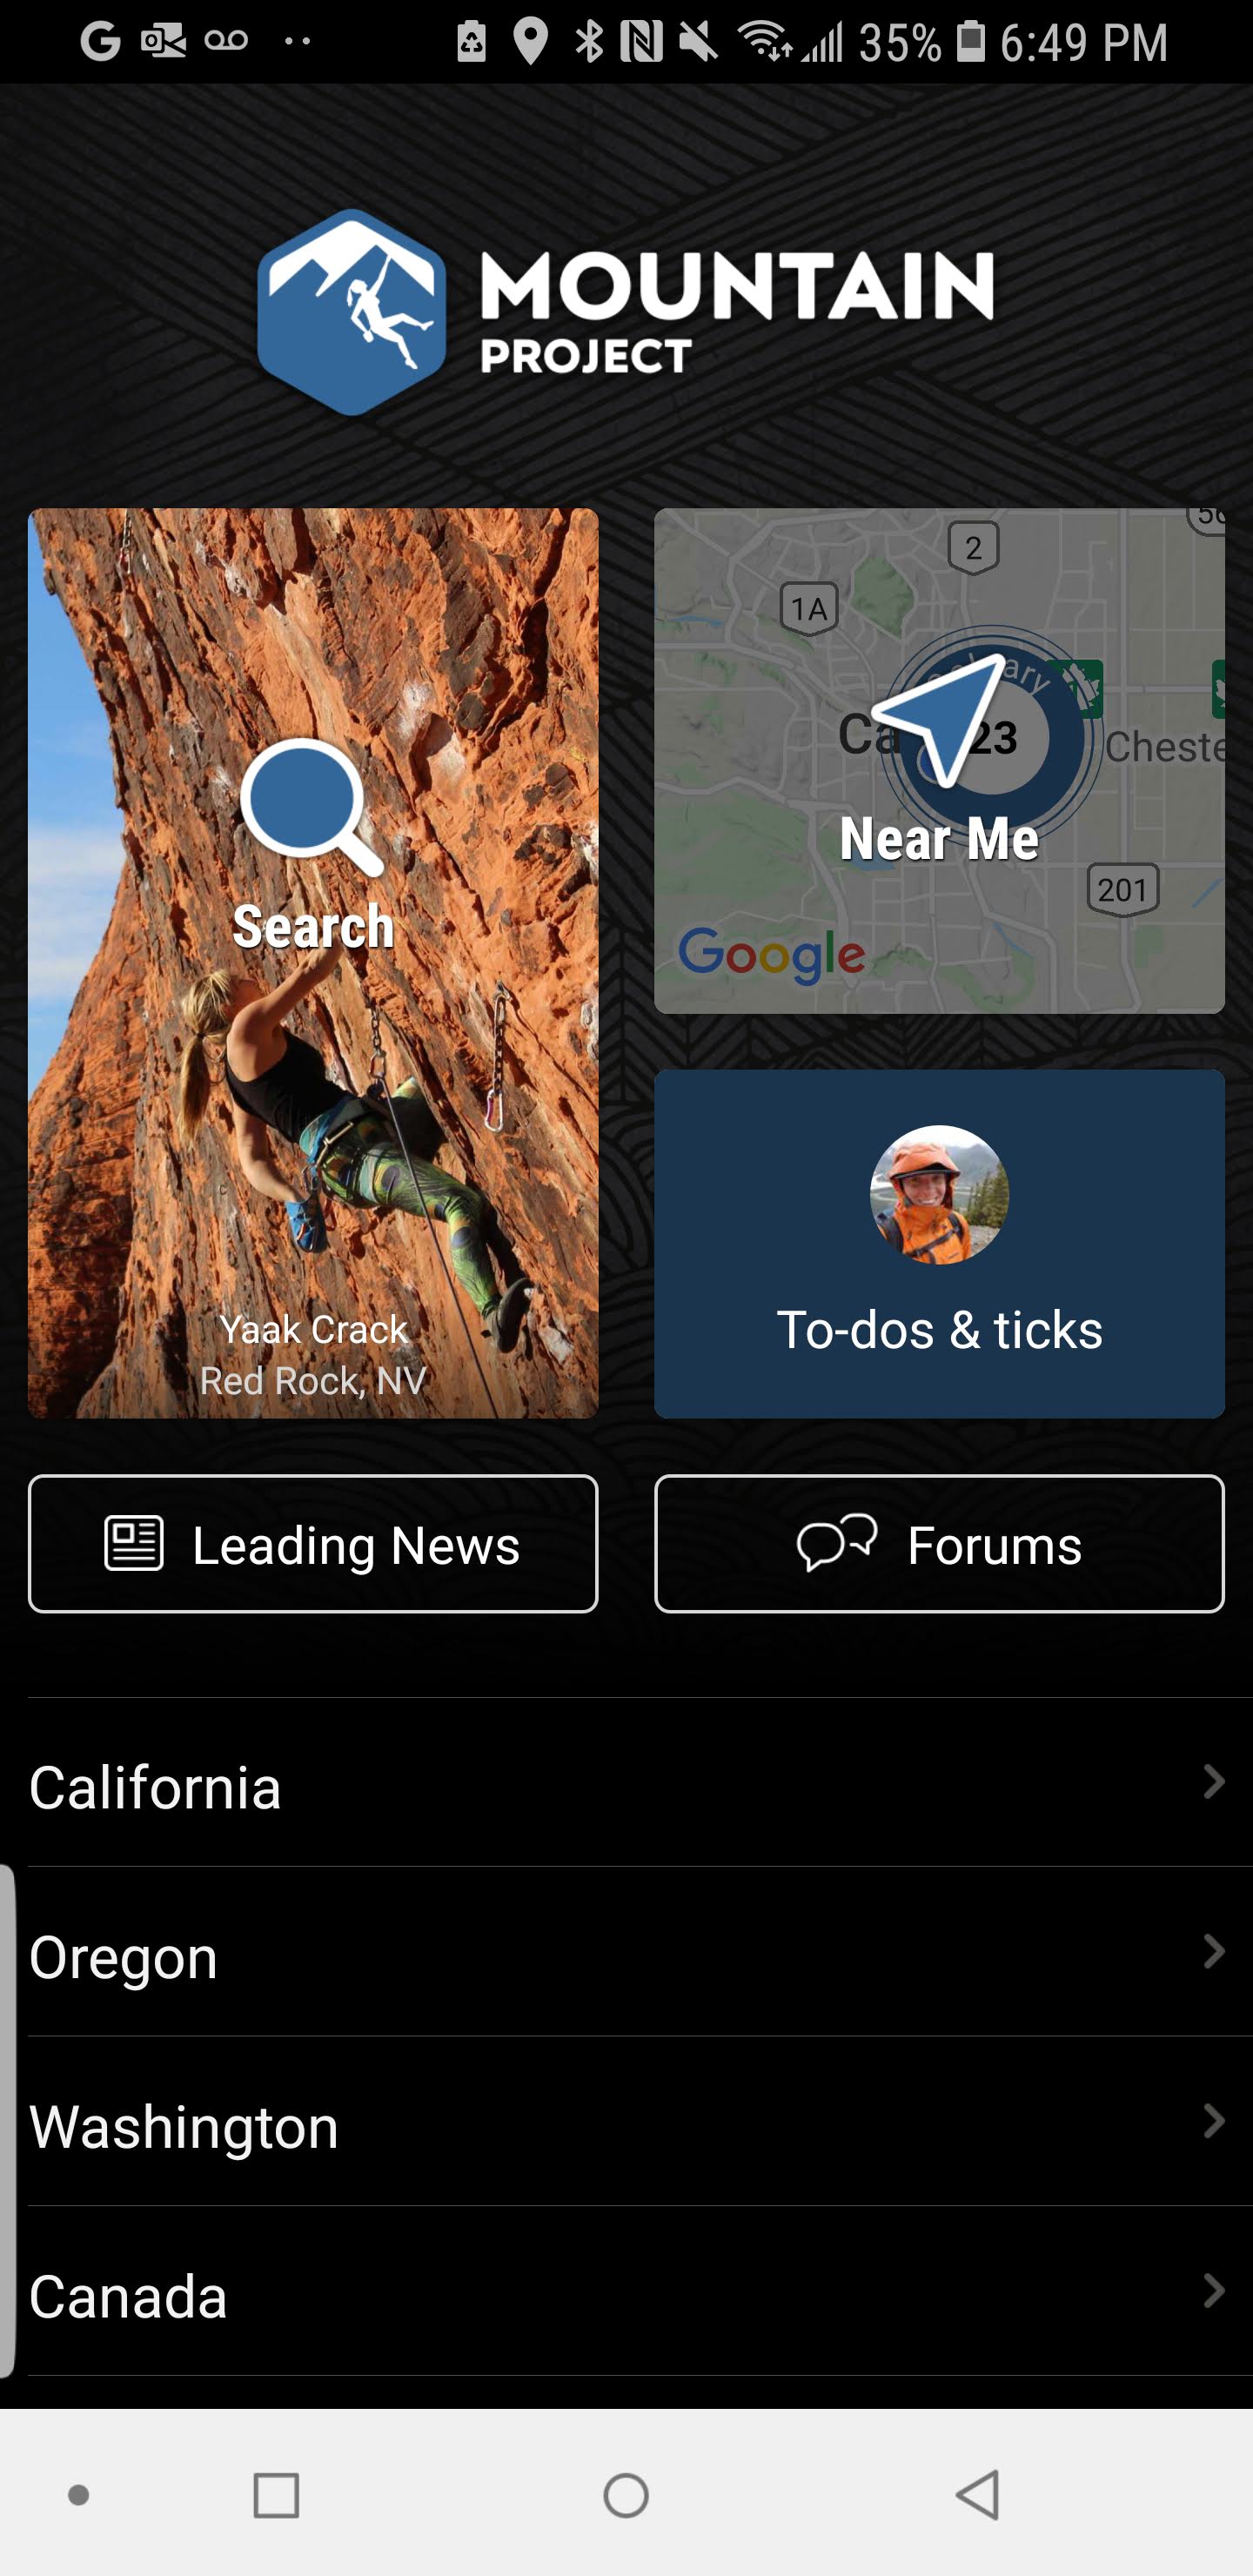 35% 6:49 PM
MOUNTAIN
PROJECT
Search
Yaak Crack
Red Rock, NV
2
1A
23
201
Near Me
Google
To-dos & ticks
Leading News
Forums
California
Oregon
Washington
Canada